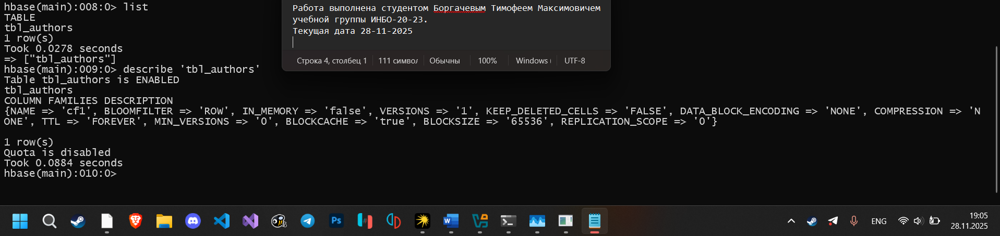 hbase(main):008:0> list
TABLE
tbl_authors
1 row(s)
Took 0.0278 seconds
=> ["tbl_authors"]
hbase(main):009:0> describe 'tbl_authors'
Table tbl_authors is ENABLED
tbl_authors
COLUMN FAMILIES DESCRIPTION
{NAME => 'cf1', BLOOMFILTER => 'ROW', IN_MEMORY => 'false', VERSIONS => '1', KEEP_DELETED_CELLS => 'FALSE', DATA_BLOCK_ENCODING => 'NONE', COMPRESSION => 'N
ONE', TTL => 'FOREVER', MIN_VERSIONS => '0', BLOCKCACHE => 'true', BLOCKSIZE => '65536', REPLICATION_SCOPE => '0'}
1 row(s)
Quota is disabled
Took 0.0884 seconds
hbase(main):010:0>
Работа выполнена студентом Боргачевым Тимофеем Максимовичем
учебной группы ИНБО-20-23.
Текущая дата 28-11-2025
Строка 4, столбец 1 111 символ Обычны 100% Windows ( UTF-8
Ps # W ENG
19:05
28.11.2025